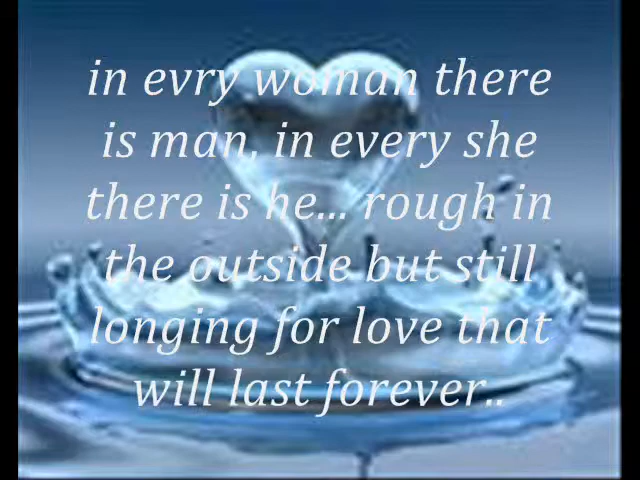 in evry woman there
is man, in every she
there is he... rough in
the outside but still
longing for love that
will last forever..